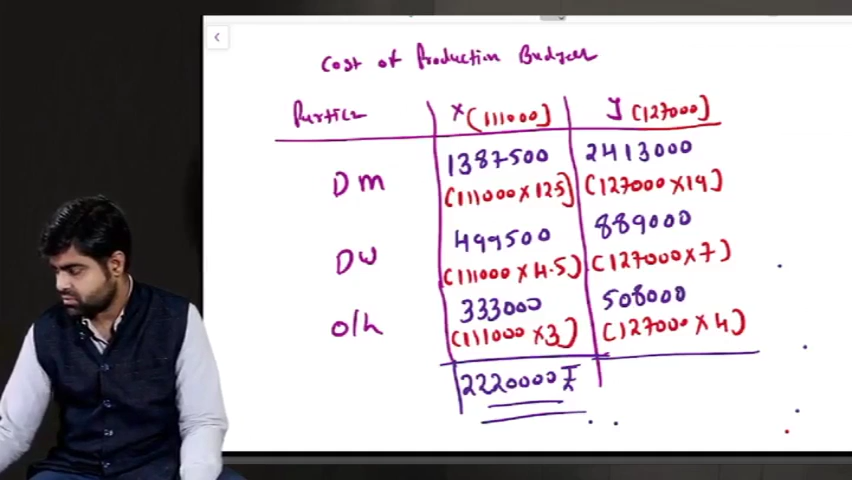 Cost of Production Budget
Particu x (111000) y (127000)
1387500 2413000
DM (111000 × 12.5) (127000 × 19)
499500 889000
DW (111000 × 4.5) (127000 × 7)
333000 508000
O/h (111000 × 3) (127000 × 4)
2220000 ₹